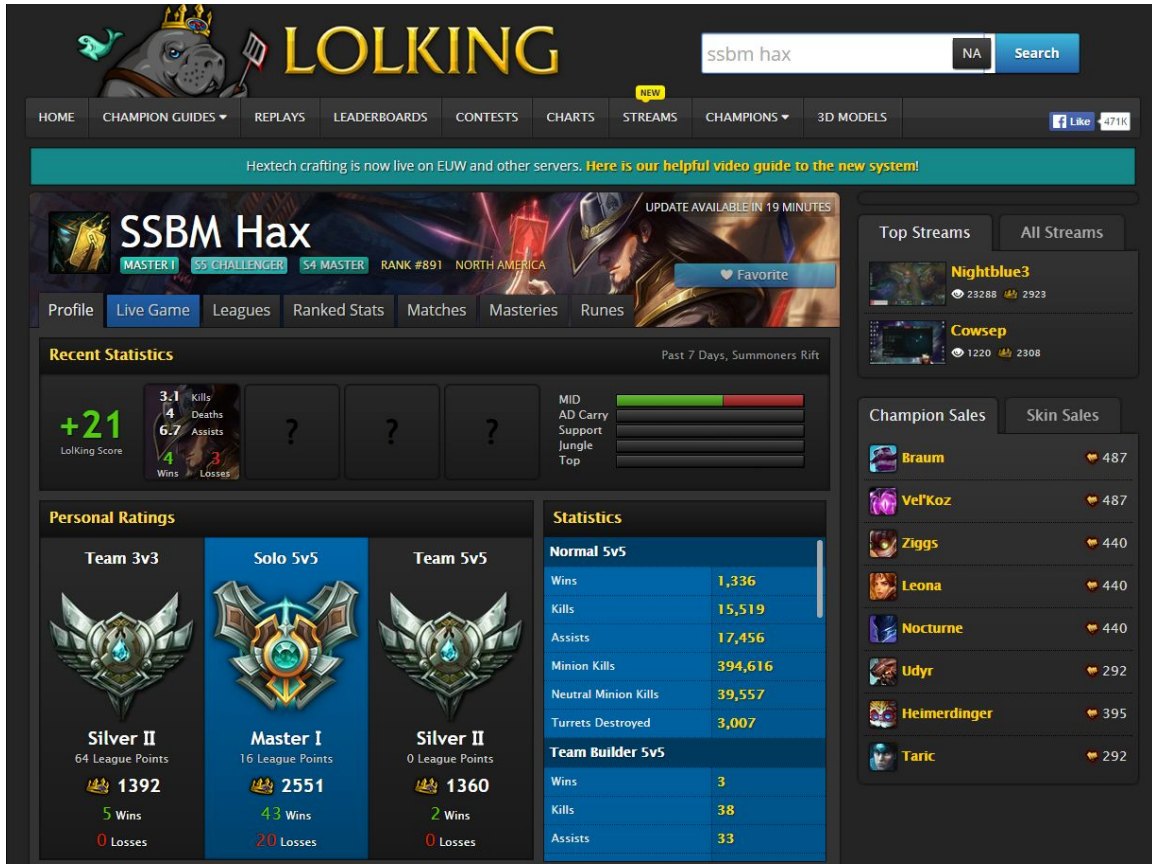 LOLKING
ssbm hax NA Search
NEW
HOME CHAMPION GUIDES REPLAYS LEADERBOARDS CONTESTS CHARTS STREAMS CHAMPIONS 3D MODELS
Like 471K
Hextech crafting is now live on EUW and other servers. Here is our helpful video guide to the new system!
UPDATE AVAILABLE IN 19 MINUTES
SSBM Hax
MASTER I S5 CHALLENGER S4 MASTER RANK #891 NORTH AMERICA
Favorite
Profile Live Game Leagues Ranked Stats Matches Masteries Runes
Recent Statistics Past 7 Days, Summoners Rift
+21
LolKing Score
3.1 Kills
4 Deaths
6.7 Assists
4 3
Wins Losses
? ? ?
MID
AD Carry
Support
Jungle
Top
Personal Ratings
Team 3v3 Solo 5v5 Team 5v5
Silver II Master I Silver II
64 League Points 16 League Points 0 League Points
1392 2551 1360
5 Wins 43 Wins 2 Wins
0 Losses 20 Losses 0 Losses
Statistics
Normal 5v5
Wins 1,336
Kills 15,519
Assists 17,456
Minion Kills 394,616
Neutral Minion Kills 39,557
Turrets Destroyed 3,007
Team Builder 5v5
Wins 3
Kills 38
Assists 33
Top Streams All Streams
Nightblue3
23288 2923
Cowsep
1220 2308
Champion Sales Skin Sales
Braum 487
Vel'Koz 487
Ziggs 440
Leona 440
Nocturne 440
Udyr 292
Heimerdinger 395
Taric 292